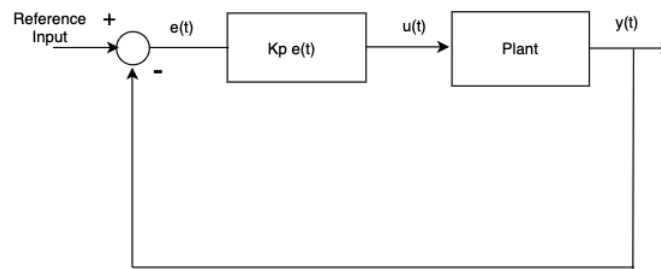 Reference +
Input
e(t)
Kp e(t)
u(t)
Plant
y(t)
-